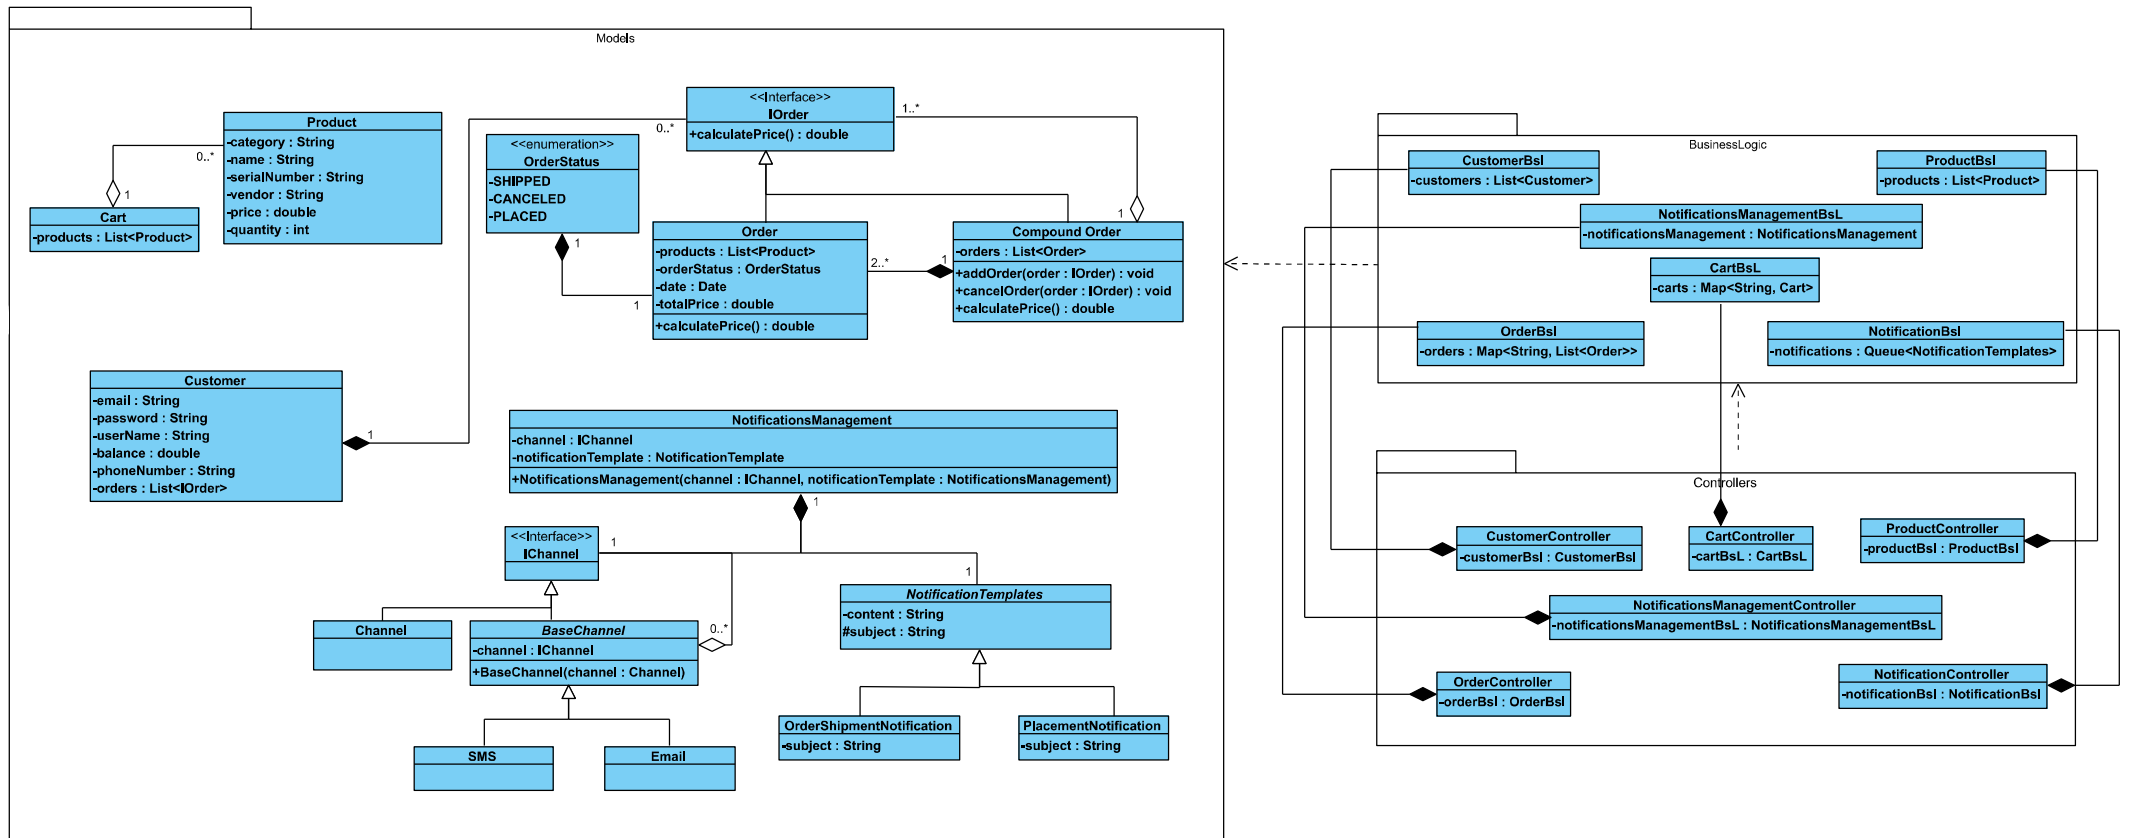 Models
Product
-category : String
-name : String
-serialNumber : String
-vendor : String
-price : double
-quantity : int
0..*
1
Cart
-products : List<Product>
<<Interface>>
IOrder
+calculatePrice() : double
0..*
1..*
<<enumeration>>
OrderStatus
-SHIPPED
-CANCELED
-PLACED
1
1
Order
-products : List<Product>
-orderStatus : OrderStatus
-date : Date
-totalPrice : double
+calculatePrice() : double
2..*
1
1
Compound Order
-orders : List<Order>
+addOrder(order : IOrder) : void
+cancelOrder(order : IOrder) : void
+calculatePrice() : double
Customer
-email : String
-password : String
-userName : String
-balance : double
-phoneNumber : String
-orders : List<IOrder>
1
NotificationsManagement
-channel : IChannel
-notificationTemplate : NotificationTemplate
+NotificationsManagement(channel : IChannel, notificationTemplate : NotificationsManagement)
1
<<Interface>>
IChannel
1
1
Channel
BaseChannel
-channel : IChannel
+BaseChannel(channel : Channel)
0..*
NotificationTemplates
-content : String
#subject : String
SMS
Email
OrderShipmentNotification
-subject : String
PlacementNotification
-subject : String
BusinessLogic
CustomerBsl
-customers : List<Customer>
ProductBsl
-products : List<Product>
NotificationsManagementBsL
-notificationsManagement : NotificationsManagement
CartBsL
-carts : Map<String, Cart>
OrderBsl
-orders : Map<String, List<Order>>
NotificationBsl
-notifications : Queue<NotificationTemplates>
Controllers
CustomerController
-customerBsl : CustomerBsl
CartController
-cartBsL : CartBsL
ProductController
-productBsl : ProductBsl
NotificationsManagementController
-notificationsManagementBsL : NotificationsManagementBsL
OrderController
-orderBsl : OrderBsl
NotificationController
-notificationBsl : NotificationBsl